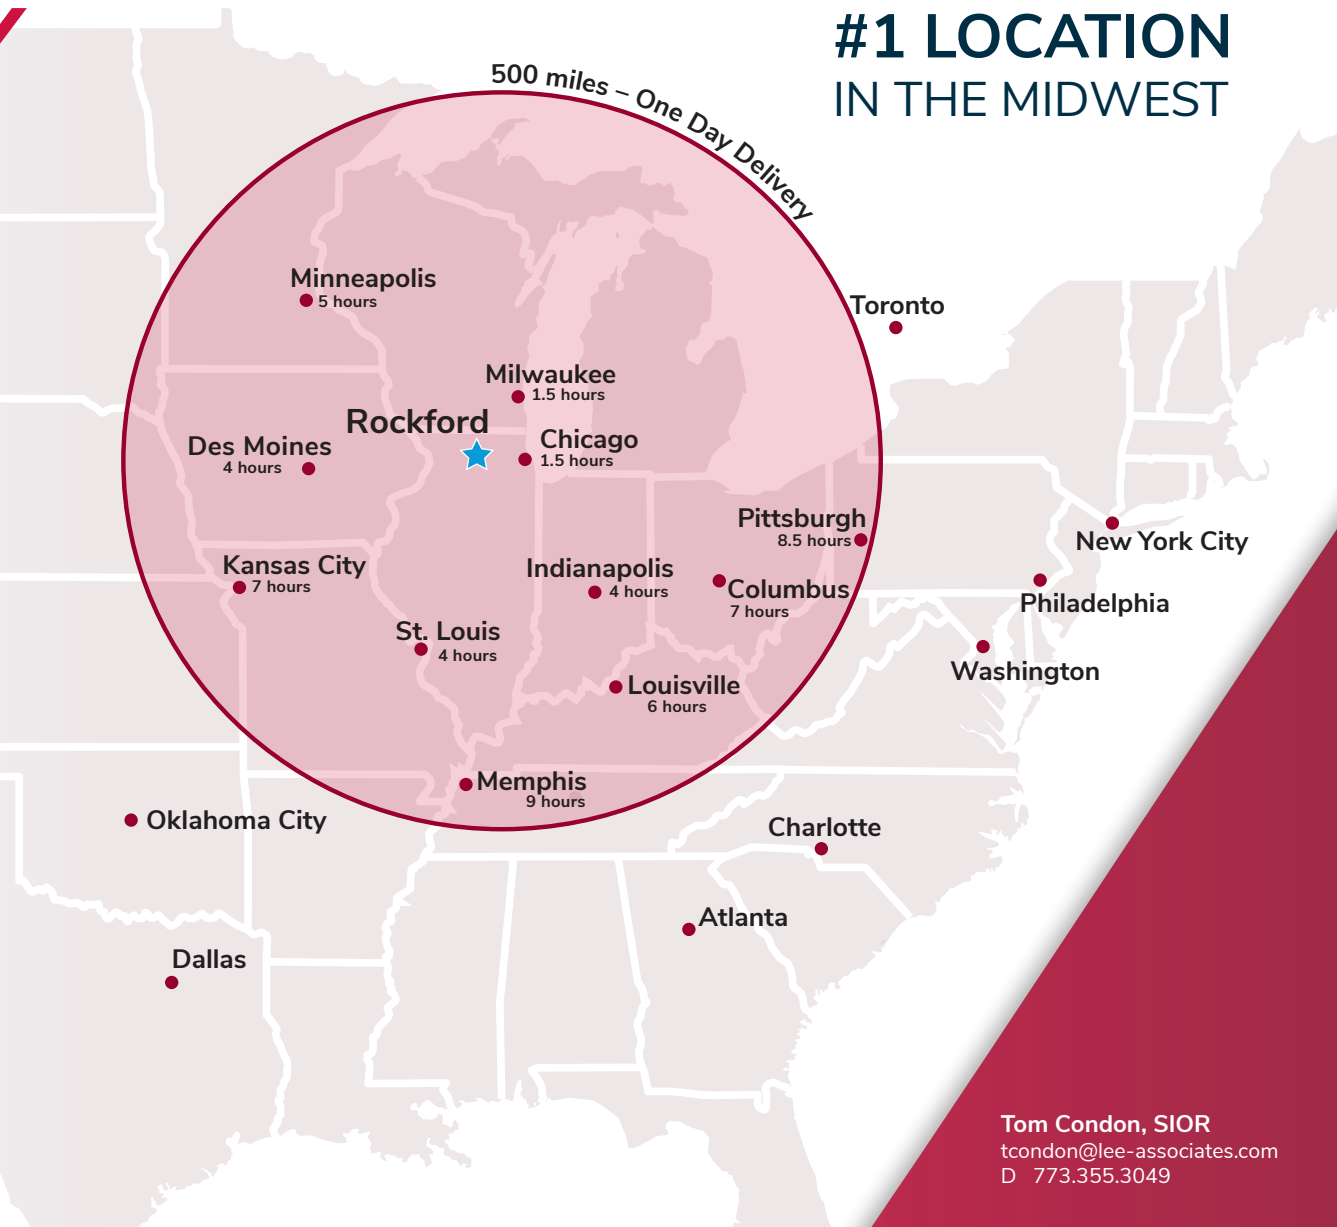 #1 LOCATION
IN THE MIDWEST
500 miles – One Day Delivery
Minneapolis
5 hours
Toronto
Milwaukee
1.5 hours
Rockford
Chicago
1.5 hours
Des Moines
4 hours
Pittsburgh
8.5 hours
New York City
Kansas City
7 hours
Indianapolis
4 hours
Columbus
7 hours
Philadelphia
St. Louis
4 hours
Washington
Louisville
6 hours
Memphis
9 hours
Oklahoma City
Charlotte
Atlanta
Dallas
Tom Condon, SIOR
tcondon@lee-associates.com
D 773.355.3049